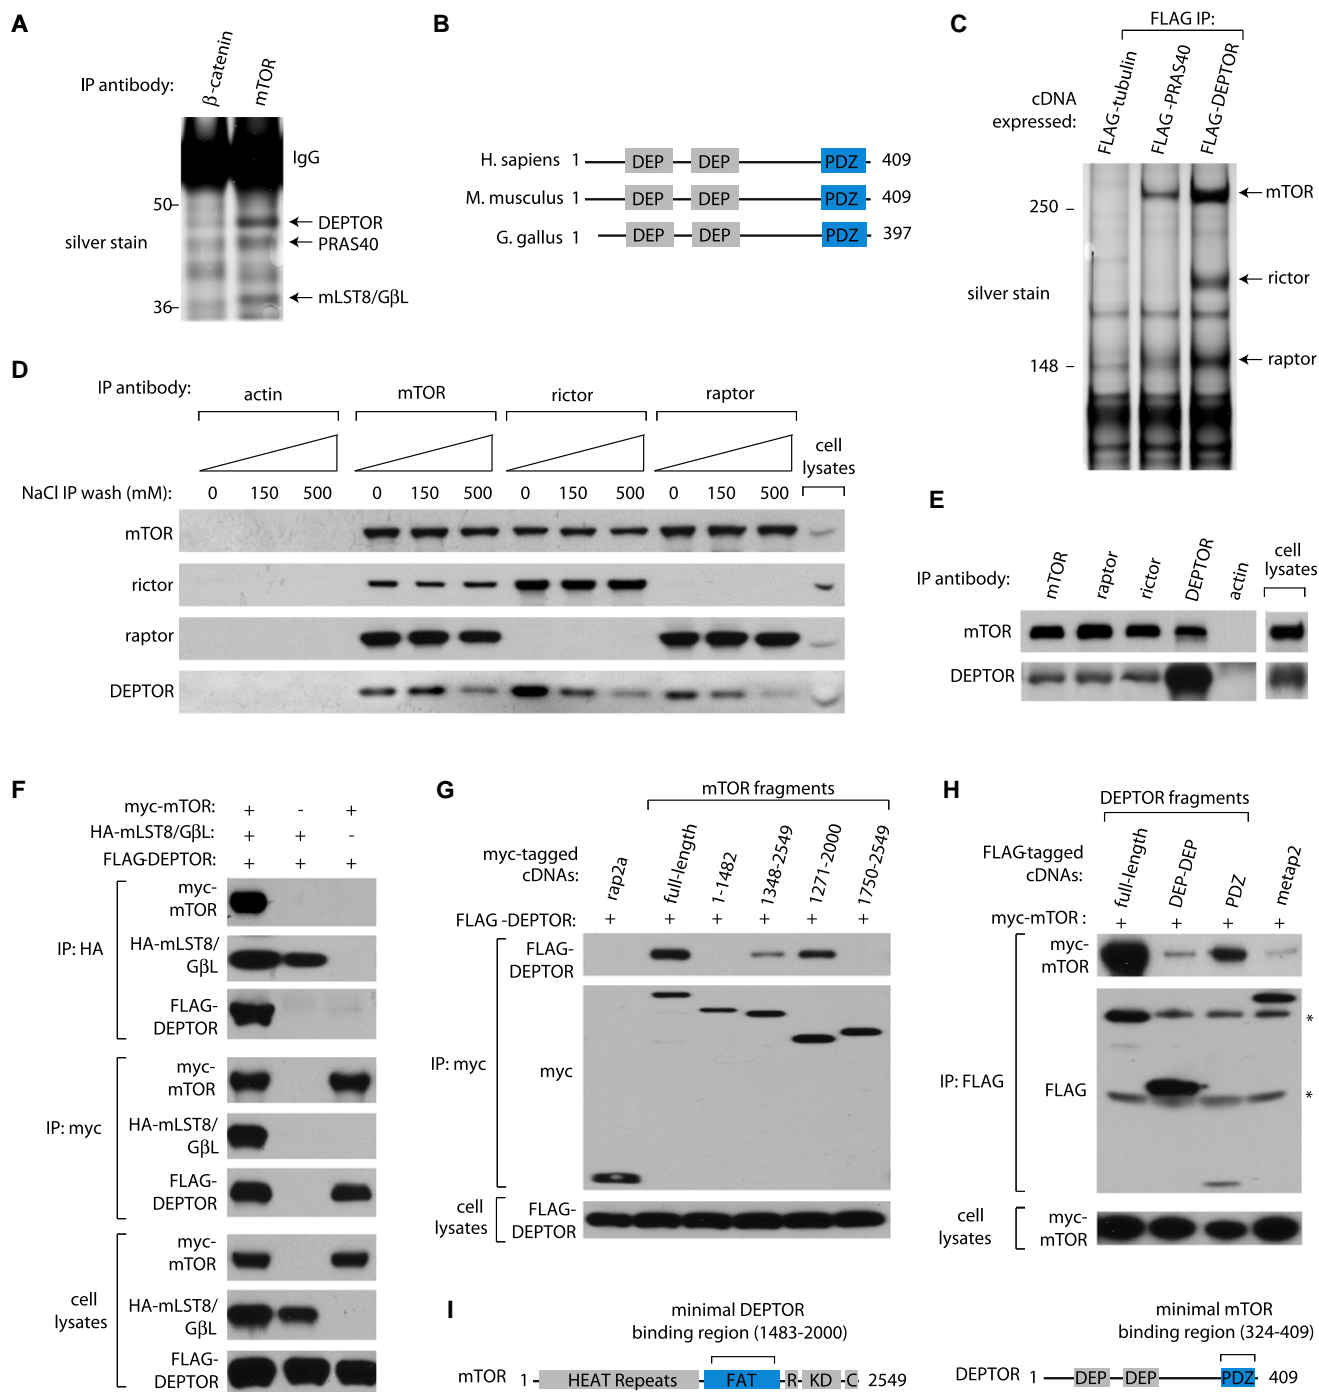 A
IP antibody:
β-catenin
mTOR
IgG
50
silver stain
DEPTOR
PRAS40
mLST8/GβL
36
B
H. sapiens 1 DEP DEP PDZ 409
M. musculus 1 DEP DEP PDZ 409
G. gallus 1 DEP DEP PDZ 397
C
FLAG IP:
cDNA
expressed:
FLAG-tubulin
FLAG-PRAS40
FLAG-DEPTOR
250
mTOR
silver stain
rictor
148
raptor
D
IP antibody:
actin mTOR rictor raptor
cell
lysates
NaCl IP wash (mM): 0 150 500 0 150 500 0 150 500 0 150 500
mTOR
rictor
raptor
DEPTOR
E
IP antibody:
mTOR
raptor
rictor
DEPTOR
actin
cell
lysates
mTOR
DEPTOR
F
myc-mTOR: + - +
HA-mLST8/GβL: + + -
FLAG-DEPTOR: + + +
IP: HA
myc-
mTOR
HA-mLST8/
GβL
FLAG-
DEPTOR
IP: myc
myc-
mTOR
HA-mLST8/
GβL
FLAG-
DEPTOR
cell
lysates
myc-
mTOR
HA-mLST8/
GβL
FLAG-
DEPTOR
G
mTOR fragments
myc-tagged
cDNAs:
rap2a
full-length
1-1482
1348-2549
1271-2000
1750-2549
FLAG-DEPTOR: + + + + + +
IP: myc
FLAG-
DEPTOR
myc
cell
lysates
FLAG-
DEPTOR
H
DEPTOR fragments
FLAG-tagged
cDNAs:
full-length
DEP-DEP
PDZ
metap2
myc-mTOR : + + + +
IP: FLAG
myc-
mTOR
FLAG
*
*
cell
lysates
myc-
mTOR
I
minimal DEPTOR
binding region (1483-2000)
mTOR 1 HEAT Repeats FAT R KD C 2549
minimal mTOR
binding region (324-409)
DEPTOR 1 DEP DEP PDZ 409